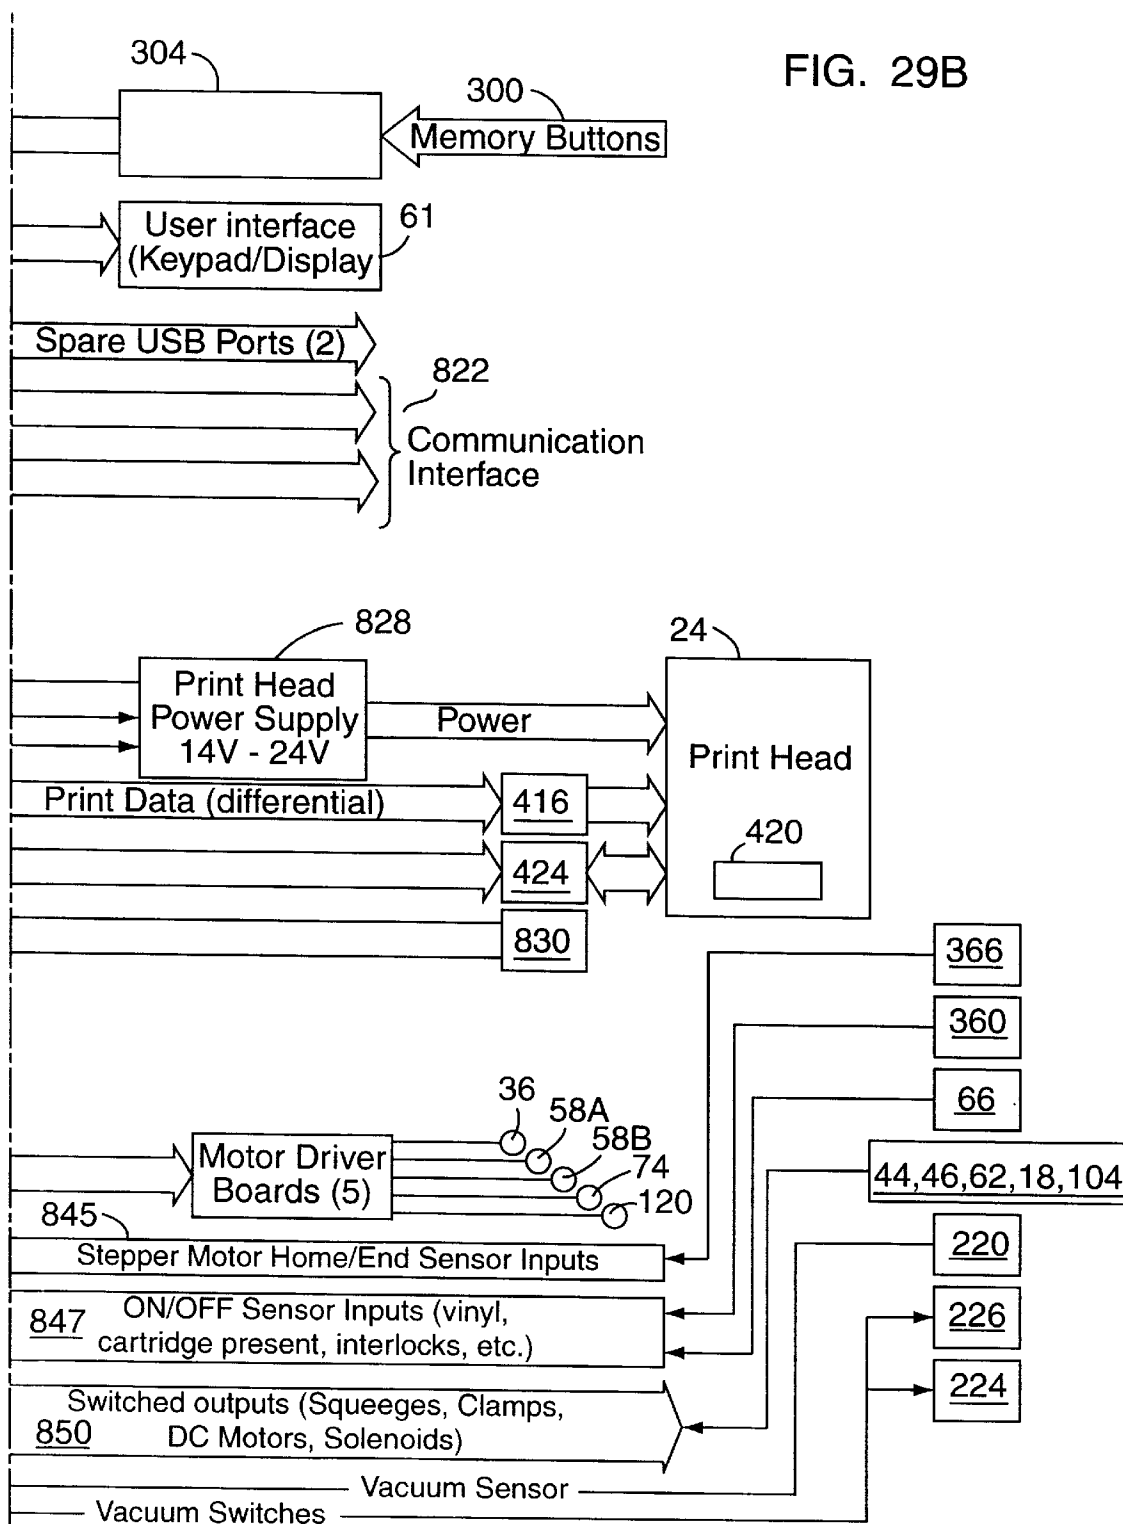 FIG. 29B
304
300
Memory Buttons
User interface
(Keypad/Display
61
Spare USB Ports (2)
822
Communication
Interface
828
24
Print Head
Power Supply
14V - 24V
Power
Print Head
Print Data (differential)
416
420
424
830
366
360
66
36
58A
58B
74
120
Motor Driver
Boards (5)
44,46,62,18,104
845
Stepper Motor Home/End Sensor Inputs
220
847
ON/OFF Sensor Inputs (vinyl,
cartridge present, interlocks, etc.)
226
224
850
Switched outputs (Squeeges, Clamps,
DC Motors, Solenoids)
Vacuum Sensor
Vacuum Switches